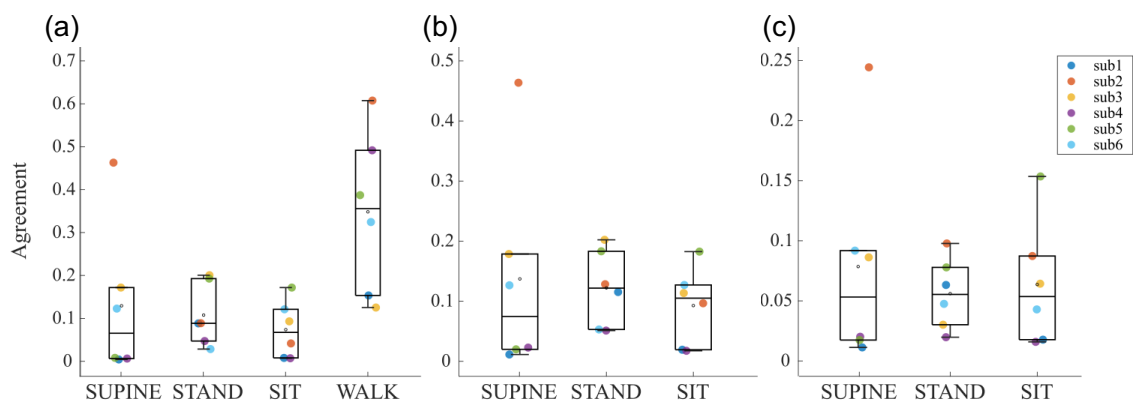 (a)
(b)
(c)
Agreement
0.7
0.6
0.5
0.4
0.3
0.2
0.1
0
SUPINE STAND SIT WALK
0.5
0.4
0.3
0.2
0.1
0
SUPINE STAND SIT
0.25
0.2
0.15
0.1
0.05
0
SUPINE STAND SIT
sub1
sub2
sub3
sub4
sub5
sub6